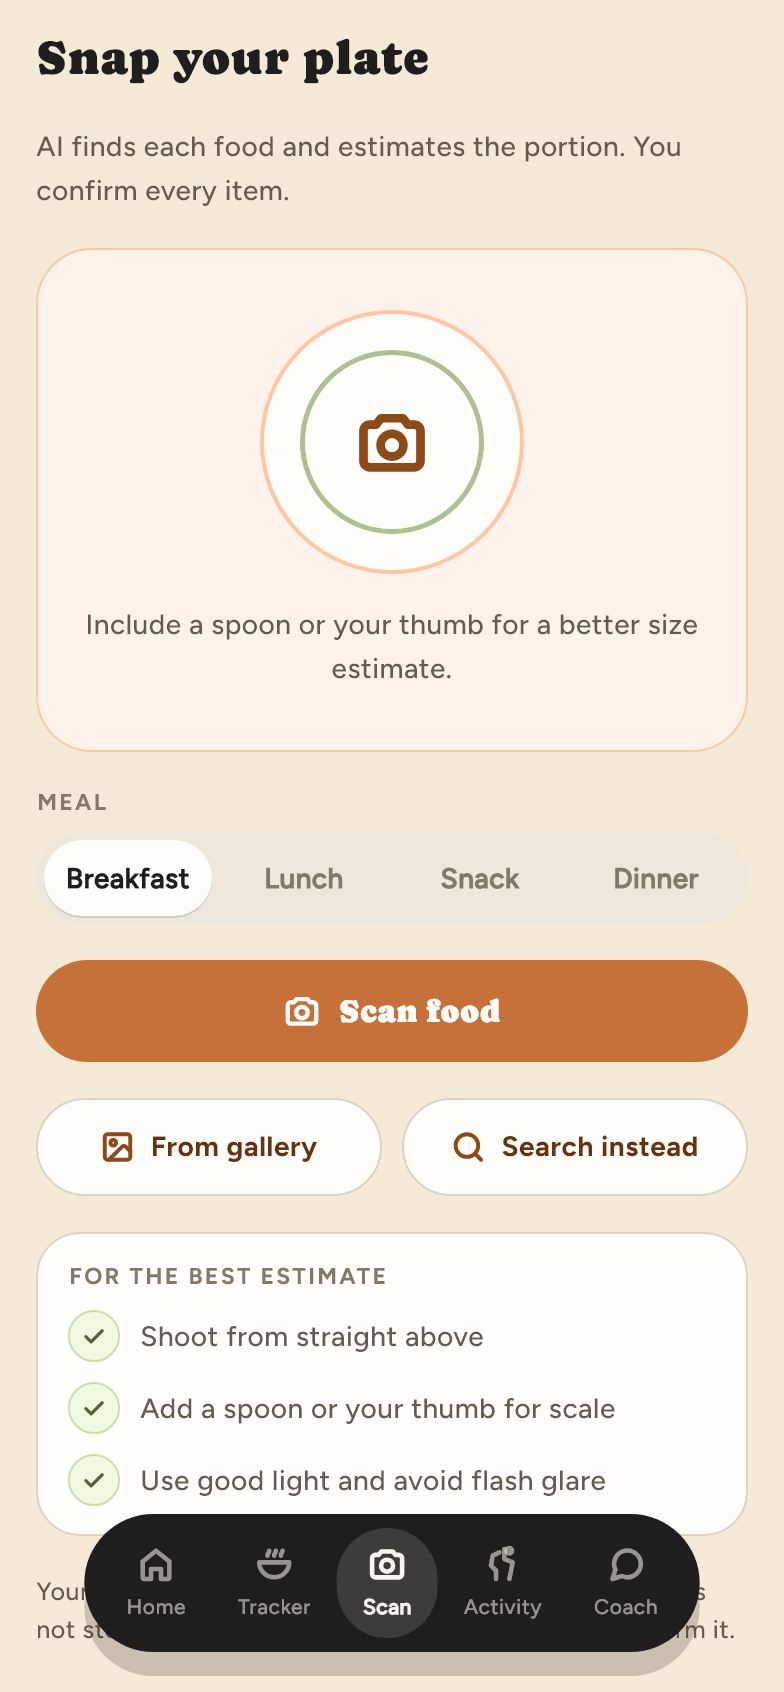 Snap your plate
AI finds each food and estimates the portion. You
confirm every item.
Include a spoon or your thumb for a better size
estimate.
MEAL
Breakfast Lunch Snack Dinner
Scan food
From gallery Search instead
FOR THE BEST ESTIMATE
Shoot from straight above
Add a spoon or your thumb for scale
Use good light and avoid flash glare
Your
not it.
Home Tracker Scan Activity Coach